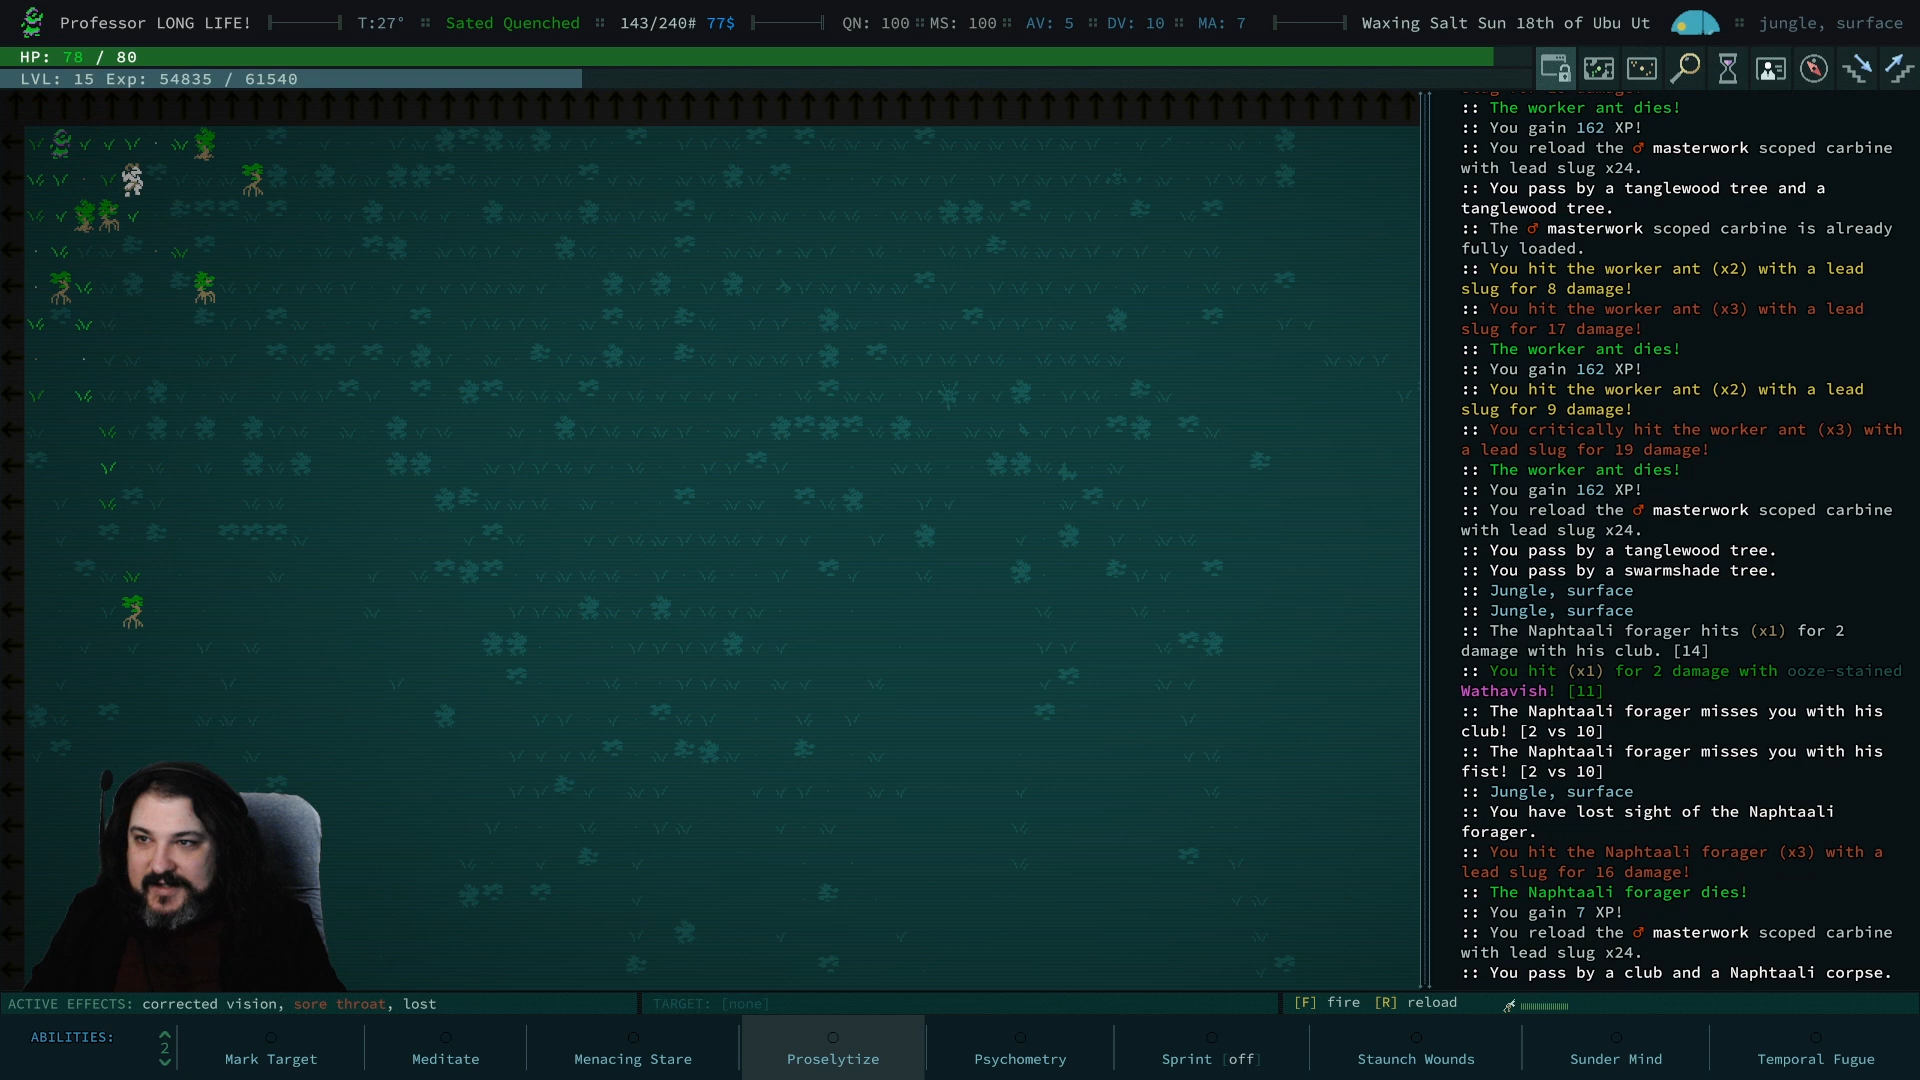 Professor LONG LIFE! T:27° :: Sated Quenched :: 143/240# 77$ QN: 100 :: MS: 100 :: AV: 5 :: DV: 10 :: MA: 7 Waxing Salt Sun 18th of Ubu Ut :: jungle, surface
HP: 78 / 80
LVL: 15 Exp: 54835 / 61540
:: The worker ant dies!
:: You gain 162 XP!
:: You reload the ♂ masterwork scoped carbine
with lead slug x24.
:: You pass by a tanglewood tree and a
tanglewood tree.
:: The ♂ masterwork scoped carbine is already
fully loaded.
:: You hit the worker ant (x2) with a lead
slug for 8 damage!
:: You hit the worker ant (x3) with a lead
slug for 17 damage!
:: The worker ant dies!
:: You gain 162 XP!
:: You hit the worker ant (x2) with a lead
slug for 9 damage!
:: You critically hit the worker ant (x3) with
a lead slug for 19 damage!
:: The worker ant dies!
:: You gain 162 XP!
:: You reload the ♂ masterwork scoped carbine
with lead slug x24.
:: You pass by a tanglewood tree.
:: You pass by a swarmshade tree.
:: Jungle, surface
:: Jungle, surface
:: The Naphtaali forager hits (x1) for 2
damage with his club. [14]
:: You hit (x1) for 2 damage with ooze-stained
Wathavish! [11]
:: The Naphtaali forager misses you with his
club! [2 vs 10]
:: The Naphtaali forager misses you with his
fist! [2 vs 10]
:: Jungle, surface
:: You have lost sight of the Naphtaali
forager.
:: You hit the Naphtaali forager (x3) with a
lead slug for 16 damage!
:: The Naphtaali forager dies!
:: You gain 7 XP!
:: You reload the ♂ masterwork scoped carbine
with lead slug x24.
:: You pass by a club and a Naphtaali corpse.
ACTIVE EFFECTS: corrected vision, sore throat, lost
TARGET: [none]
[F] fire [R] reload
ABILITIES: 2 Mark Target Meditate Menacing Stare Proselytize Psychometry Sprint [off] Staunch Wounds Sunder Mind Temporal Fugue